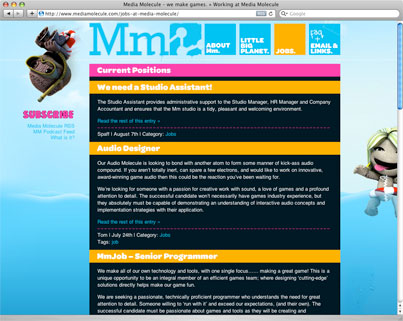 Media Molecule - we make games. » Working at Media Molecule
http://www.mediamolecule.com/jobs-at-media-molecule/
Mm
ABOUT Mm.
LITTLE BIG PLANET.
JOBS.
FAQ
EMAIL & LINKS.
SUBSCRIBE
Media Molecule RSS
MM Podcast Feed
What is it?
Current Positions
We need a Studio Assistant!
The Studio Assistant provides administrative support to the Studio Manager, HR Manager and Company
Accountant and ensures that the Mm studio is a tidy, pleasant and welcoming environment.
Read the rest of this entry »
Spaff | August 7th | Category: Jobs
Audio Designer
Our Audio Molecule is looking to bond with another atom to form some manner of kick-ass audio
compound. If you aren't totally inert, can spare a few electrons, and would like to work on innovative,
award-winning game audio then this could be the reaction you've been waiting for.
We're looking for someone with a passion for creative work with sound, a love of games and a profound
attention to detail. The successful candidate won't necessarily have games industry experience, but
they absolutely must be capable of demonstrating an understanding of interactive audio concepts and
implementation strategies with their application.
Read the rest of this entry »
Tom | July 24th | Category: Jobs
Tags: job
MmJob – Senior Programmer
We make all of our own technology and tools, with one single focus....... making a great game! This is a
unique opportunity to be an integral member of an efficient games team; where designing 'cutting-edge'
solutions directly helps make our game fun.
We are seeking a passionate, technically proficient programmer who understands the need for great
attention to detail. Someone willing to 'run with it' and exceed our expectations, (and their own). The
successful candidate must be passionate about games and tools as they will be creating and